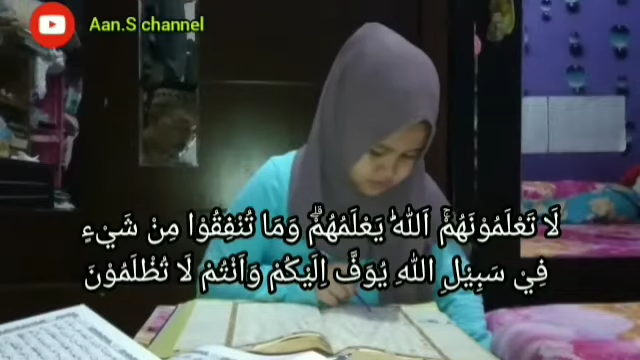 Aan.S channel
لَا تَعْلَمُوْنَهُمْۚ اَللّٰهُ يَعْلَمُهُمْۗ وَمَا تُنْفِقُوْا مِنْ شَيْءٍ
فِيْ سَبِيْلِ اللّٰهِ يُوَفَّ اِلَيْكُمْ وَاَنْتُمْ لَا تُظْلَمُوْنَ